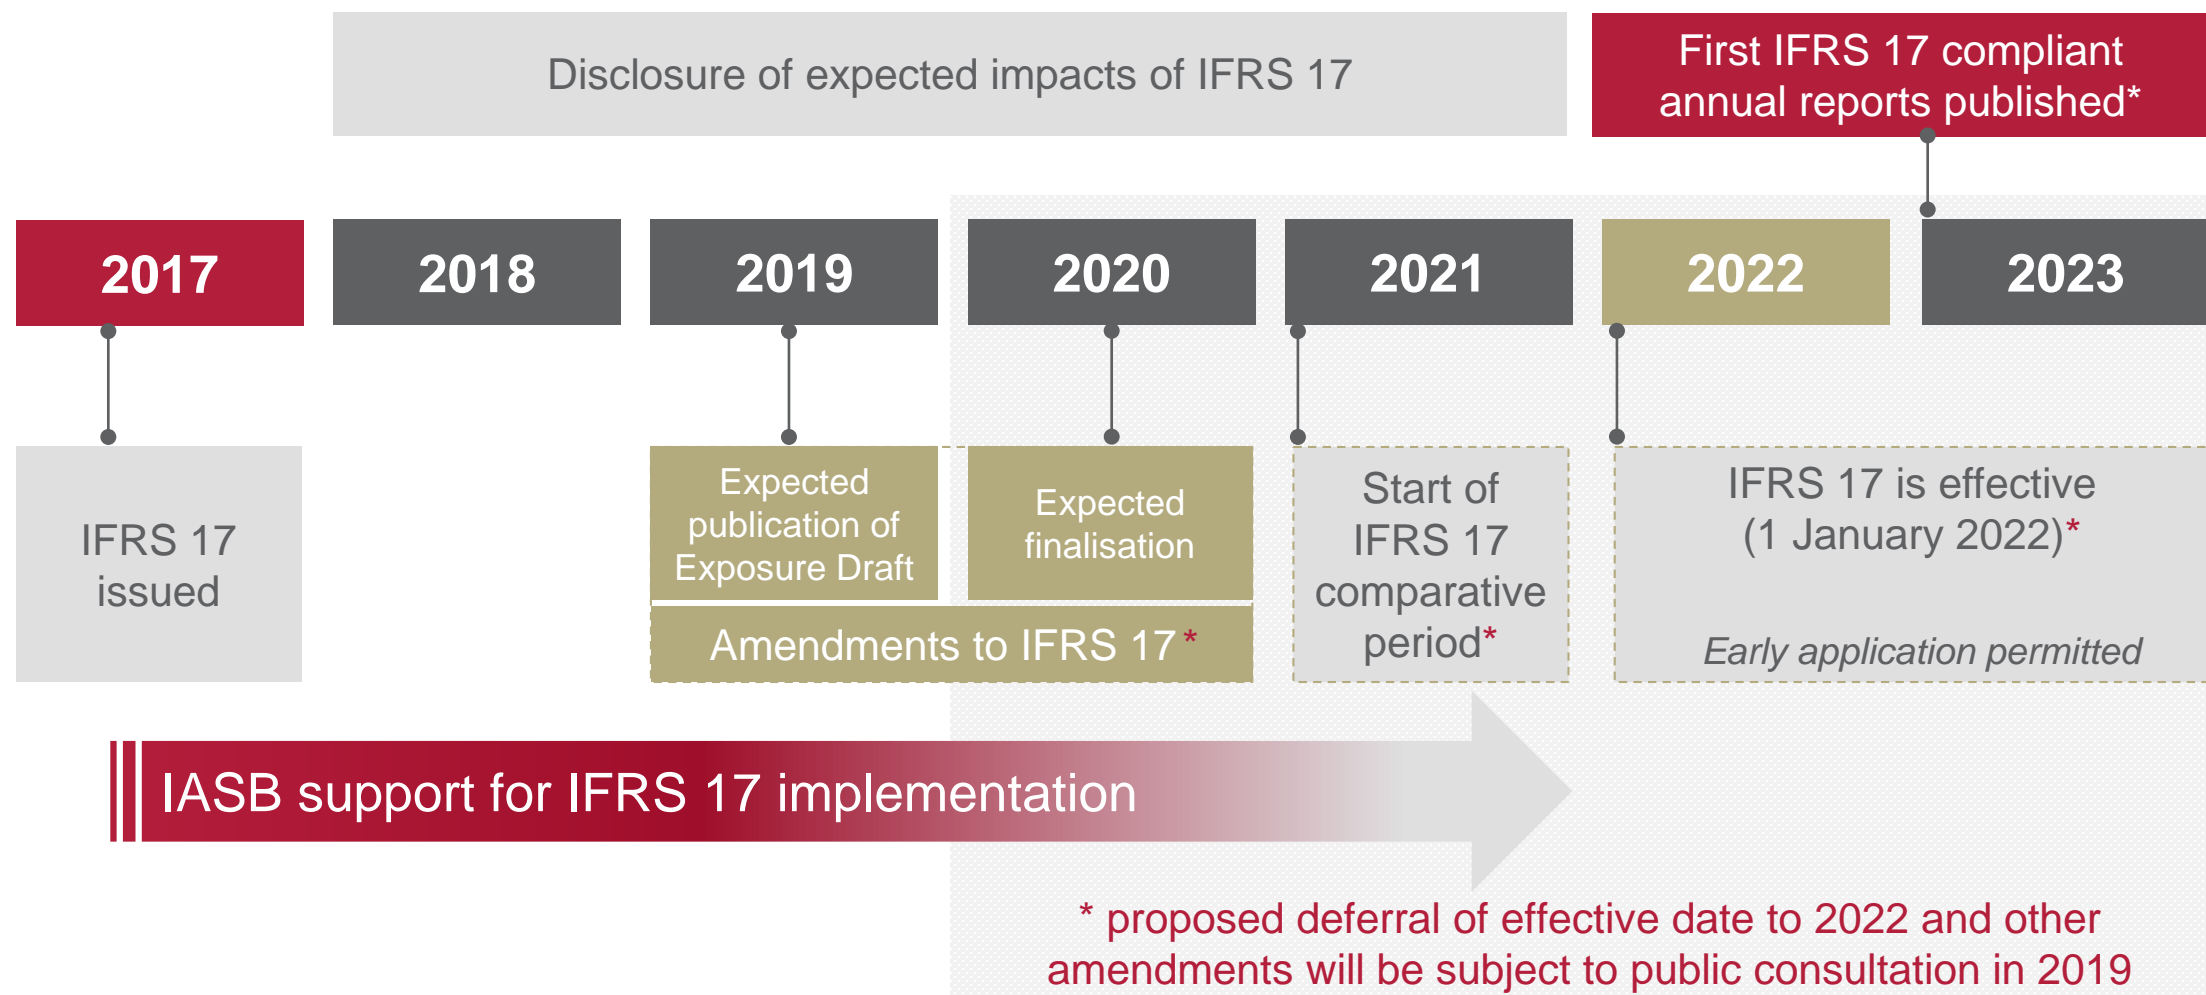 Disclosure of expected impacts of IFRS 17
First IFRS 17 compliant
annual reports published*
2017
2018
2019
2020
2021
2022
2023
IFRS 17
issued
Expected
publication of
Exposure Draft
Expected
finalisation
Amendments to IFRS 17*
Start of
IFRS 17
comparative
period*
IFRS 17 is effective
(1 January 2022)*
Early application permitted
IASB support for IFRS 17 implementation
* proposed deferral of effective date to 2022 and other
amendments will be subject to public consultation in 2019